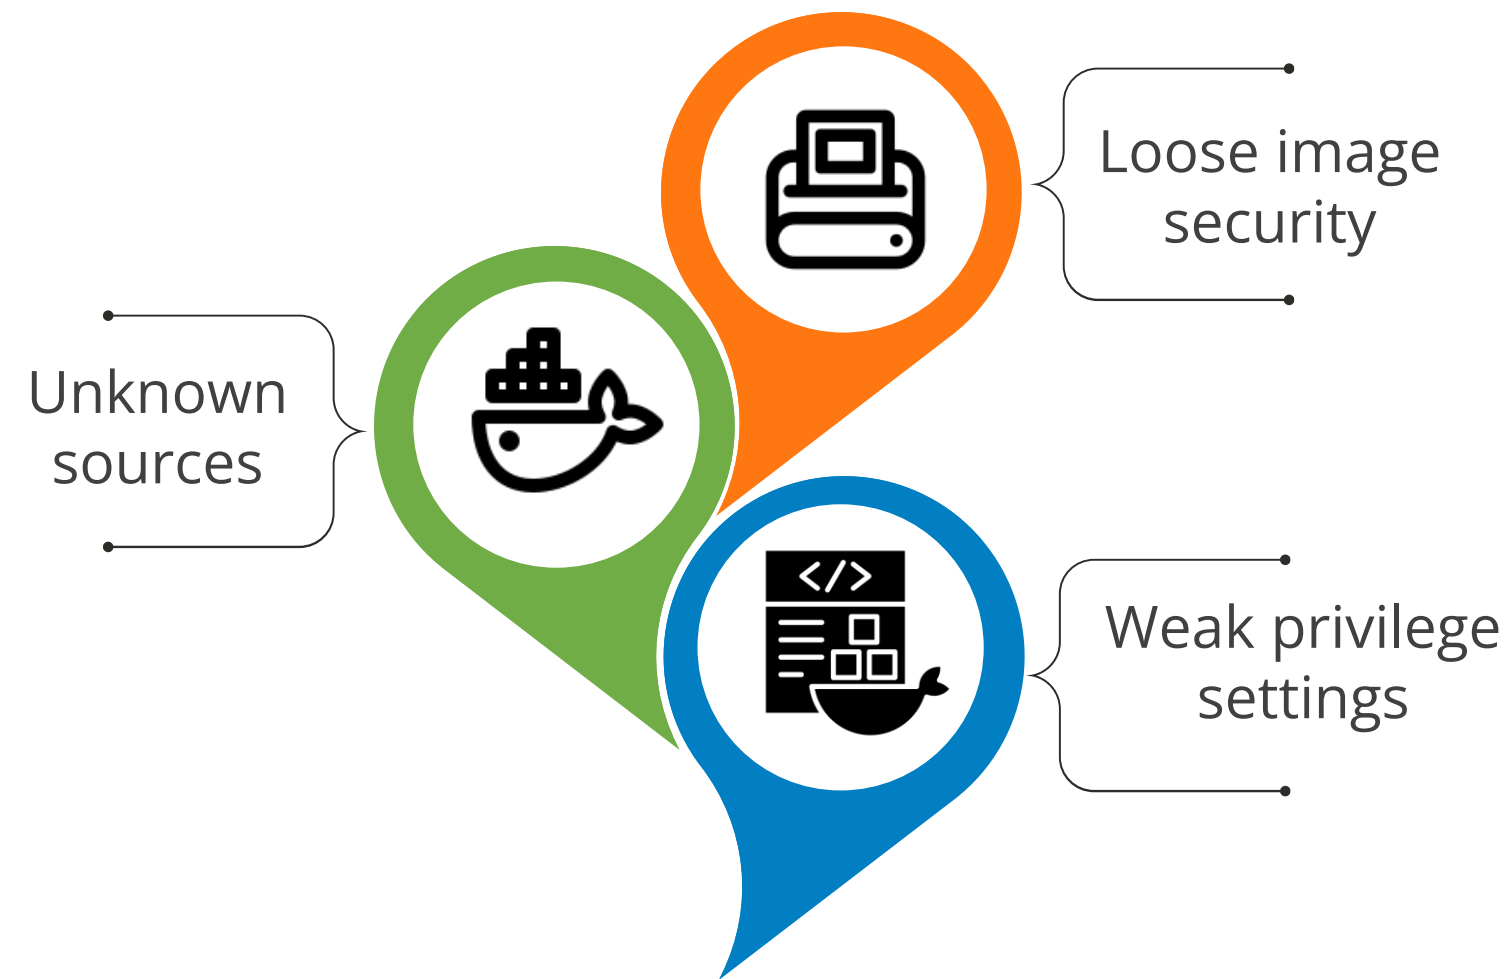 Loose image
security
Unknown
sources
</>
Weak privilege
settings